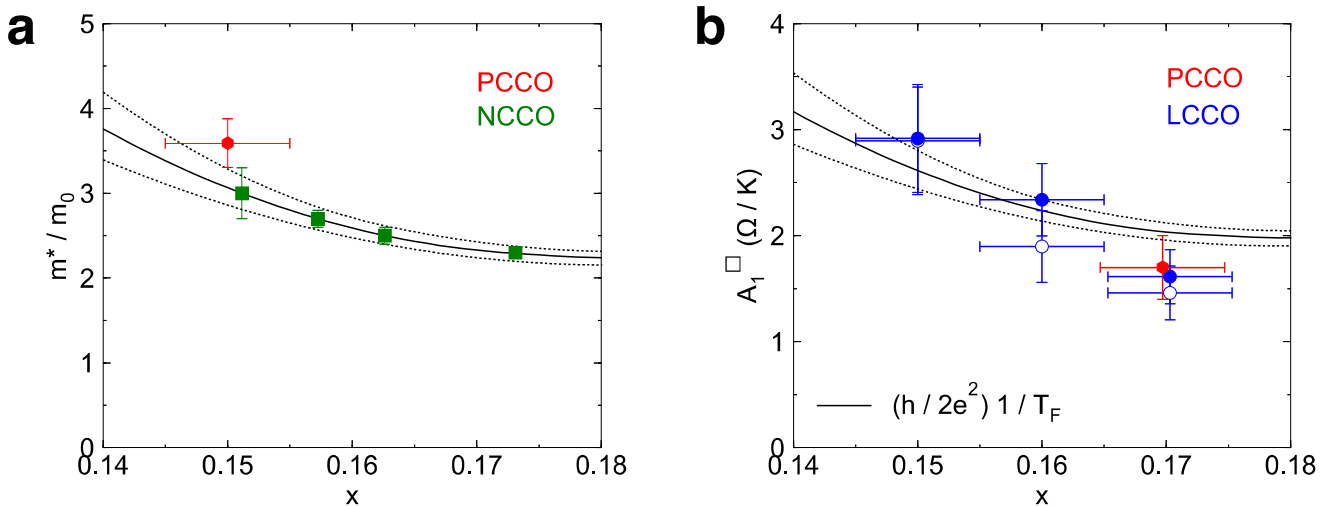 a
5
4
3
2
1
0
m* / m0
PCCO
NCCO
0.14
0.15
0.16
0.17
0.18
x
b
4
3
2
1
0
A1□ (Ω / K)
PCCO
LCCO
(h / 2e²) 1 / TF
0.14
0.15
0.16
0.17
0.18
x